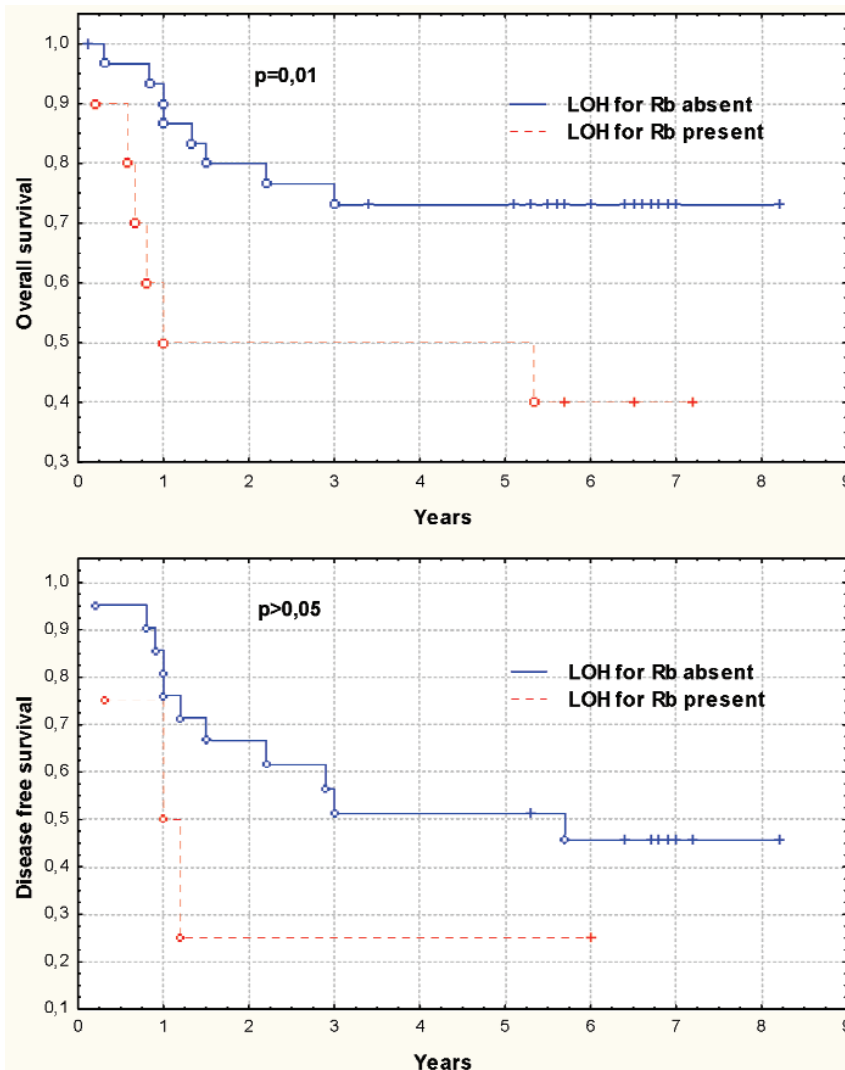 Overall survival
1,0
0,9
0,8
0,7
0,6
0,5
0,4
0,3
p=0,01
LOH for Rb absent
LOH for Rb present
0 1 2 3 4 5 6 7 8 9
Years
Disease free survival
1,0
0,9
0,8
0,7
0,6
0,5
0,4
0,3
0,2
0,1
p>0,05
LOH for Rb absent
LOH for Rb present
0 1 2 3 4 5 6 7 8 9
Years